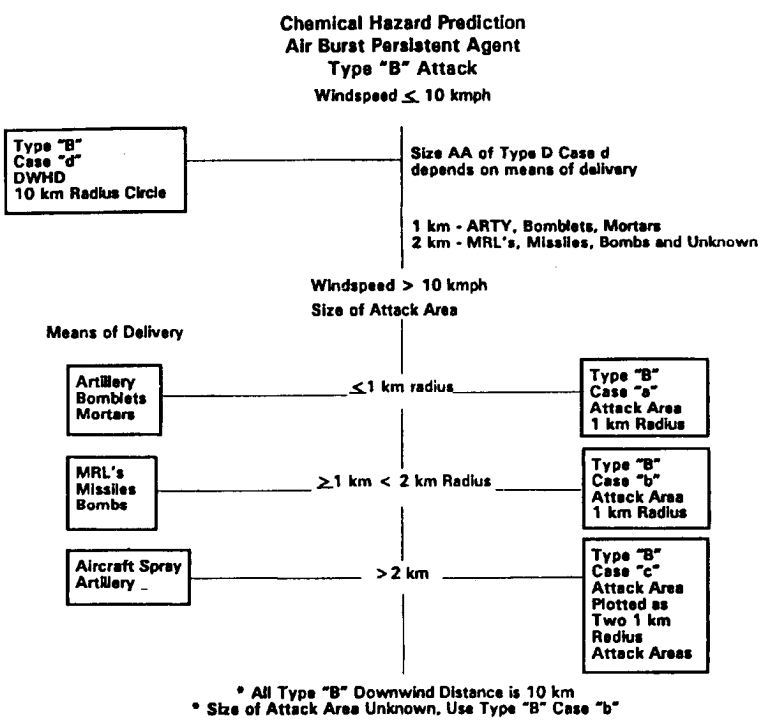 Chemical Hazard Prediction
Air Burst Persistent Agent
Type "B" Attack
Windspeed ≤ 10 kmph
Type "B"
Case "d"
DWHD
10 km Radius Circle
Size AA of Type D Case d
depends on means of delivery
1 km - ARTY, Bomblets, Mortars
2 km - MRL's, Missiles, Bombs and Unknown
Windspeed > 10 kmph
Size of Attack Area
Means of Delivery
Artillery
Bomblets
Mortars
≤1 km radius
Type "B"
Case "a"
Attack Area
1 km Radius
MRL's
Missiles
Bombs
≥1 km < 2 km Radius
Type "B"
Case "b"
Attack Area
1 km Radius
Aircraft Spray
Artillery
>2 km
Type "B"
Case "c"
Attack Area
Plotted as
Two 1 km
Radius
Attack Areas
* All Type "B" Downwind Distance is 10 km
* Size of Attack Area Unknown, Use Type "B" Case "b"